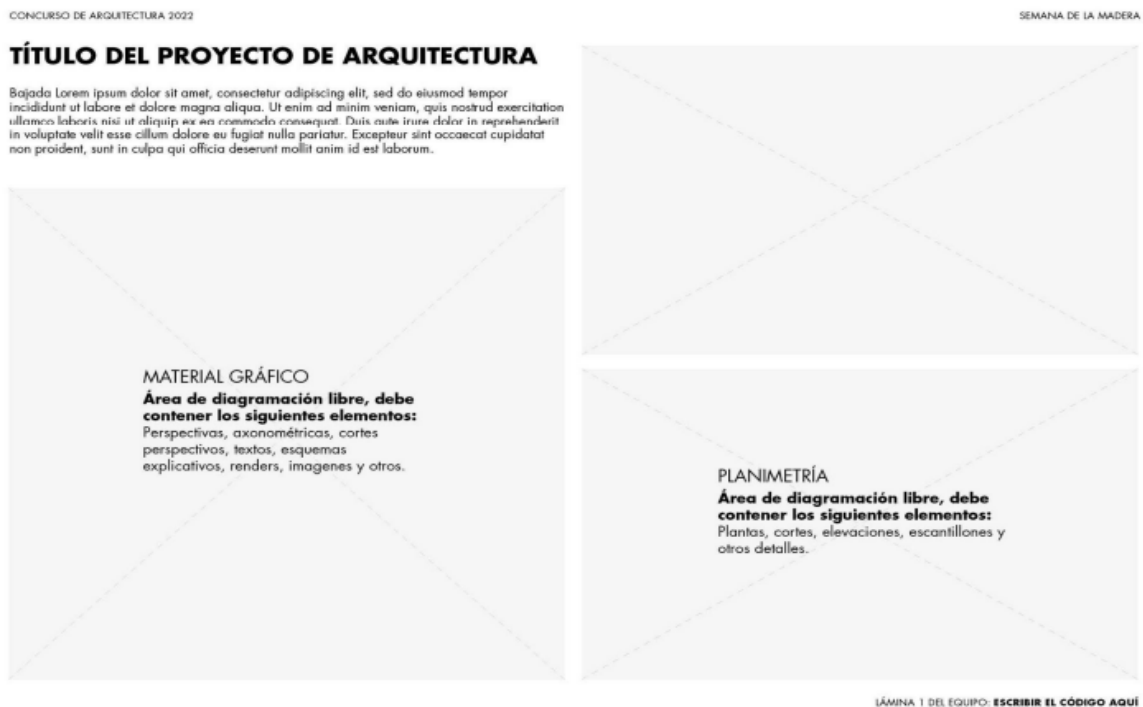 CONCURSO DE ARQUITECTURA 2022
SEMANA DE LA MADERA
TÍTULO DEL PROYECTO DE ARQUITECTURA
Bajada Lorem ipsum dolor sit amet, consectetur adipiscing elit, sed do eiusmod tempor
incididunt ut labore et dolore magna aliqua. Ut enim ad minim veniam, quis nostrud exercitation
ullamco laboris nisi ut aliquip ex ea commodo consequat. Duis aute irure dolor in reprehenderit
in voluptate velit esse cillum dolore eu fugiat nulla pariatur. Excepteur sint occaecat cupidatat
non proident, sunt in culpa qui officia deserunt mollit anim id est laborum.
MATERIAL GRÁFICO
Área de diagramación libre, debe
contener los siguientes elementos:
Perspectivas, axonométricas, cortes
perspectivos, textos, esquemas
explicativos, renders, imagenes y otros.
PLANIMETRÍA
Área de diagramación libre, debe
contener los siguientes elementos:
Plantas, cortes, elevaciones, escantillones y
otros detalles.
LÁMINA 1 DEL EQUIPO: ESCRIBIR EL CÓDIGO AQUÍ